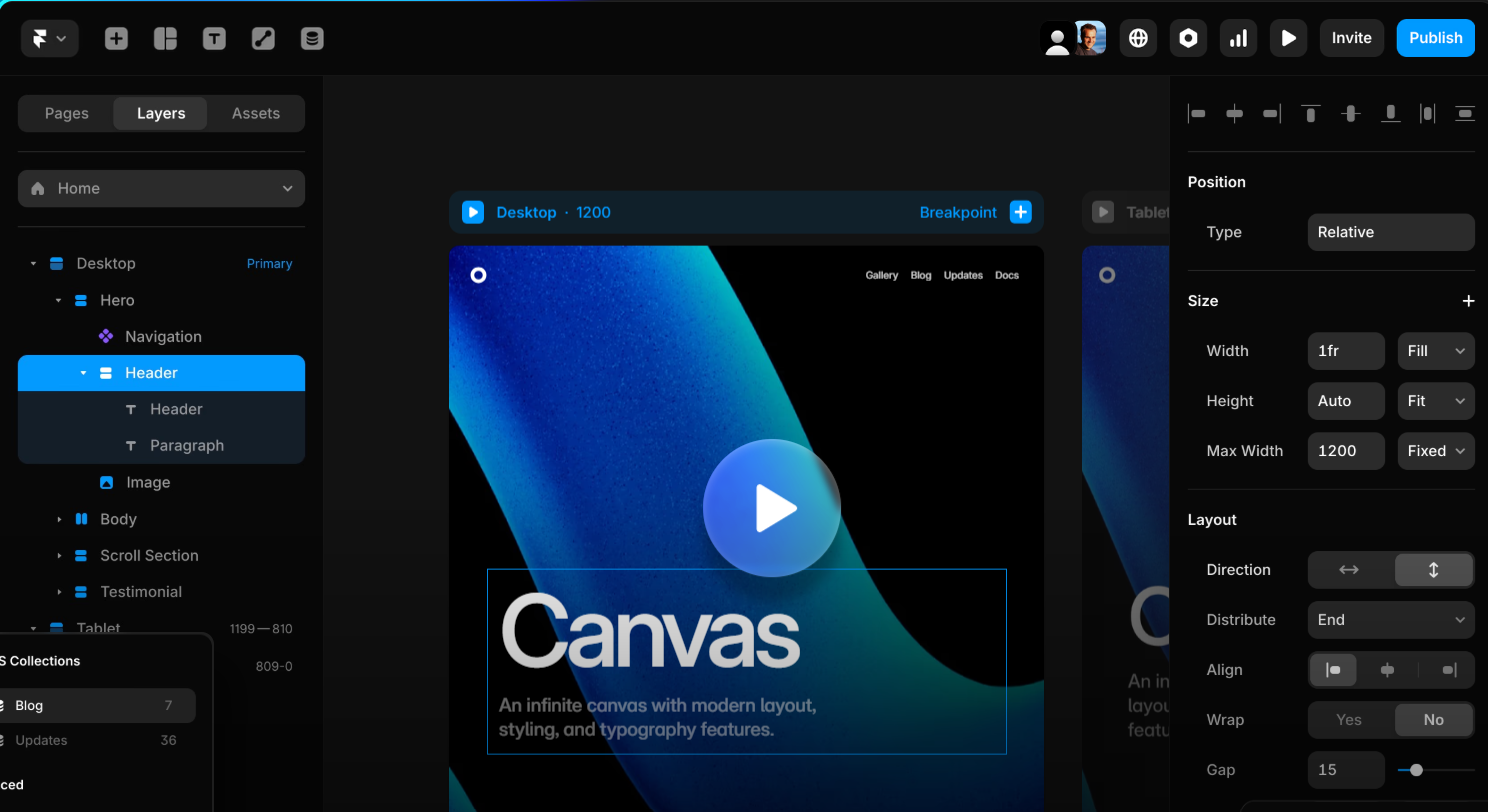 Invite
Publish
Pages
Layers
Assets
Home
Desktop
Primary
Hero
Navigation
Header
Header
Paragraph
Image
Body
Scroll Section
Testimonial
Tablet
1199—810
809-0
S Collections
Blog
7
Updates
36
ced
Desktop · 1200
Breakpoint
Gallery
Blog
Updates
Docs
Canvas
An infinite canvas with modern layout,
styling, and typography features.
Tablet
C
An in
layou
featu
Position
Type
Relative
Size
Width
1fr
Fill
Height
Auto
Fit
Max Width
1200
Fixed
Layout
Direction
Distribute
End
Align
Wrap
Yes
No
Gap
15